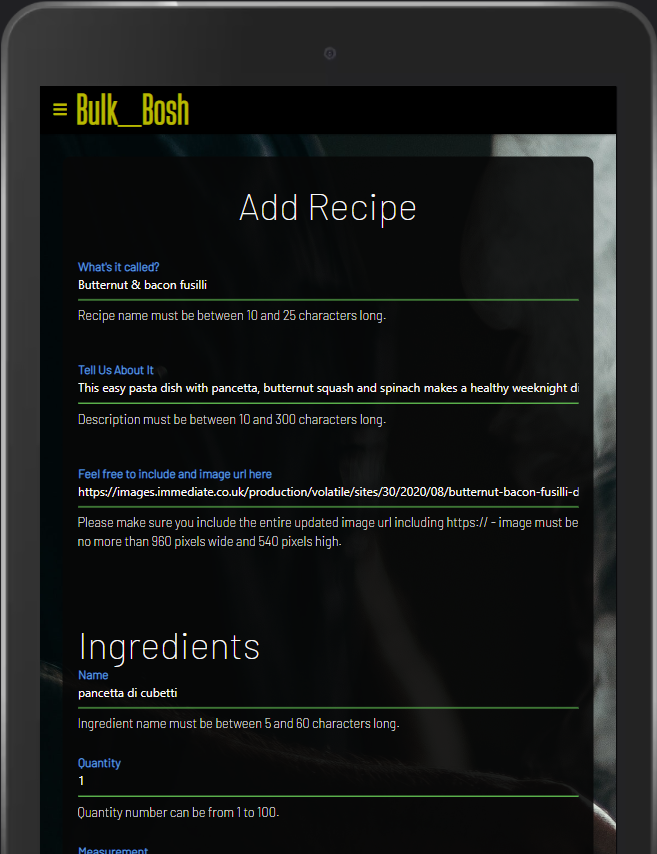 Bulk__Bosh
Add Recipe
What's it called?
Butternut & bacon fusilli
Recipe name must be between 10 and 25 characters long.
Tell Us About It
This easy pasta dish with pancetta, butternut squash and spinach makes a healthy weeknight di
Description must be between 10 and 300 characters long.
Feel free to include and image url here
https://images.immediate.co.uk/production/volatile/sites/30/2020/08/butternut-bacon-fusilli-d
Please make sure you include the entire updated image url including https:// - image must be
no more than 960 pixels wide and 540 pixels high.
Ingredients
Name
pancetta di cubetti
Ingredient name must be between 5 and 60 characters long.
Quantity
1
Quantity number can be from 1 to 100.
Measurement